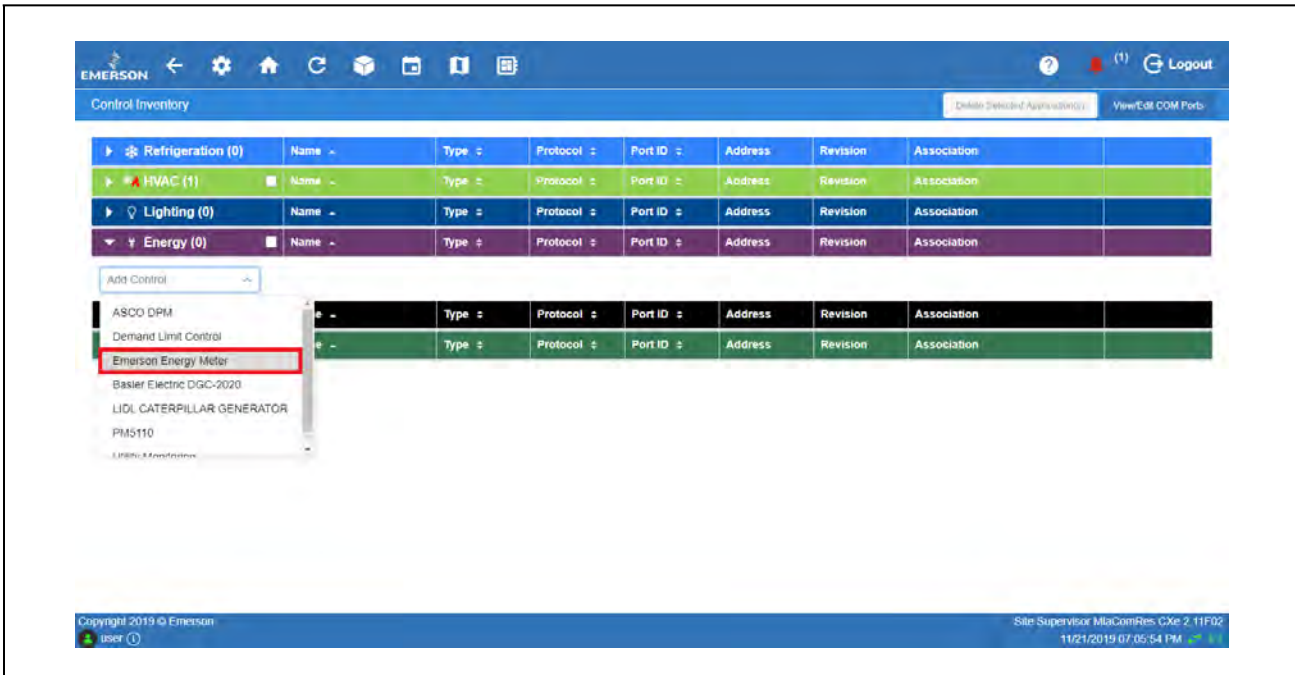 EMERSON
(1) Logout
Control Inventory
Delete Selected Application(s) View/Edit COM Ports
Refrigeration (0) Name Type Protocol Port ID Address Revision Association
HVAC (1) Name Type Protocol Port ID Address Revision Association
Lighting (0) Name Type Protocol Port ID Address Revision Association
Energy (0) Name Type Protocol Port ID Address Revision Association
Add Control
ASCO DPM
e Type Protocol Port ID Address Revision Association
Demand Limit Control
e Type Protocol Port ID Address Revision Association
Emerson Energy Meter
Basler Electric DGC-2020
LIDL CATERPILLAR GENERATOR
PM5110
Utility Monitoring
Copyright 2019 © Emerson
Site Supervisor MiaComRes CXe 2.11F02
user
11/21/2019 07:05:54 PM